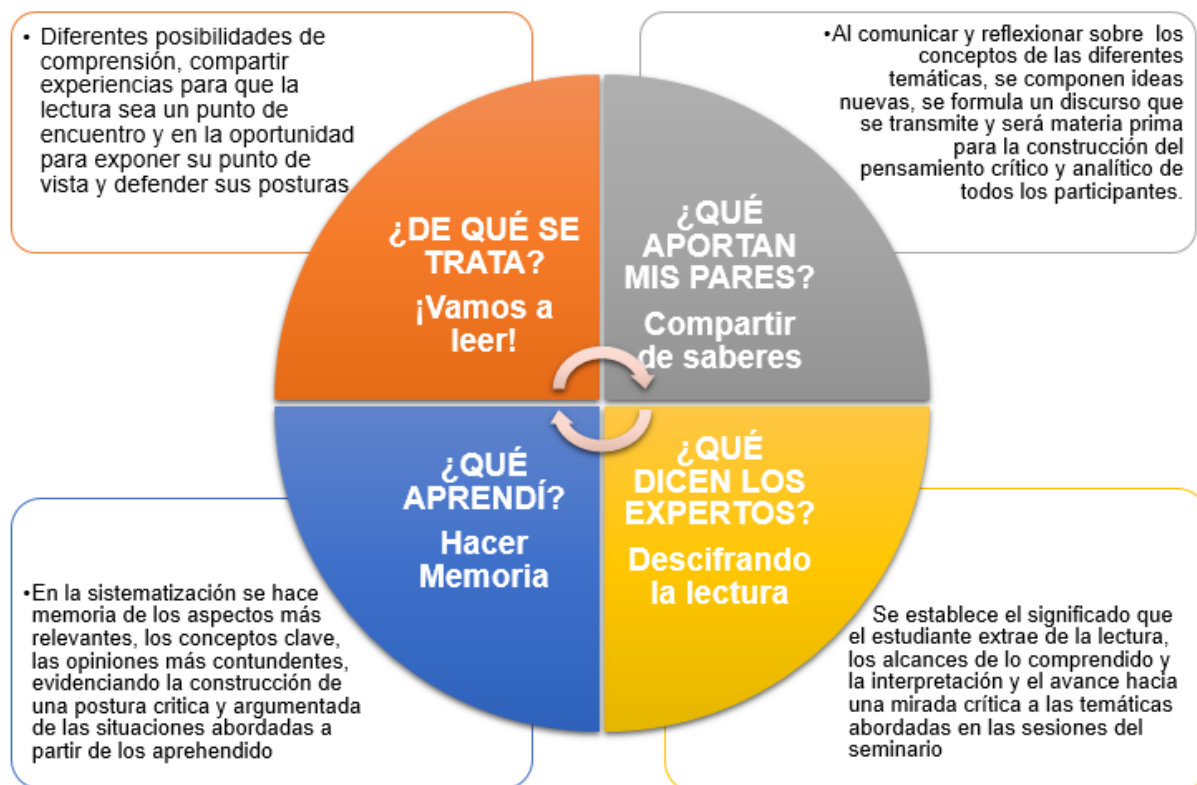 • Diferentes posibilidades de
comprensión, compartir
experiencias para que la
lectura sea un punto de
encuentro y en la oportunidad
para exponer su punto de
vista y defender sus posturas
•Al comunicar y reflexionar sobre los
conceptos de las diferentes
temáticas, se componen ideas
nuevas, se formula un discurso que
se transmite y será materia prima
para la construcción del
pensamiento crítico y analítico de
todos los participantes.
¿DE QUÉ SE
TRATA?
¡Vamos a
leer!
¿QUÉ
APORTAN
MIS PARES?
Compartir
de saberes
¿QUÉ
APRENDÍ?
Hacer
Memoria
¿QUÉ
DICEN LOS
EXPERTOS?
Descifrando
la lectura
•En la sistematización se hace
memoria de los aspectos más
relevantes, los conceptos clave,
las opiniones más contundentes,
evidenciando la construcción de
una postura critica y argumentada
de las situaciones abordadas a
partir de los aprehendido
Se establece el significado que
el estudiante extrae de la lectura,
los alcances de lo comprendido y
la interpretación y el avance hacia
una mirada crítica a las temáticas
abordadas en las sesiones del
seminario